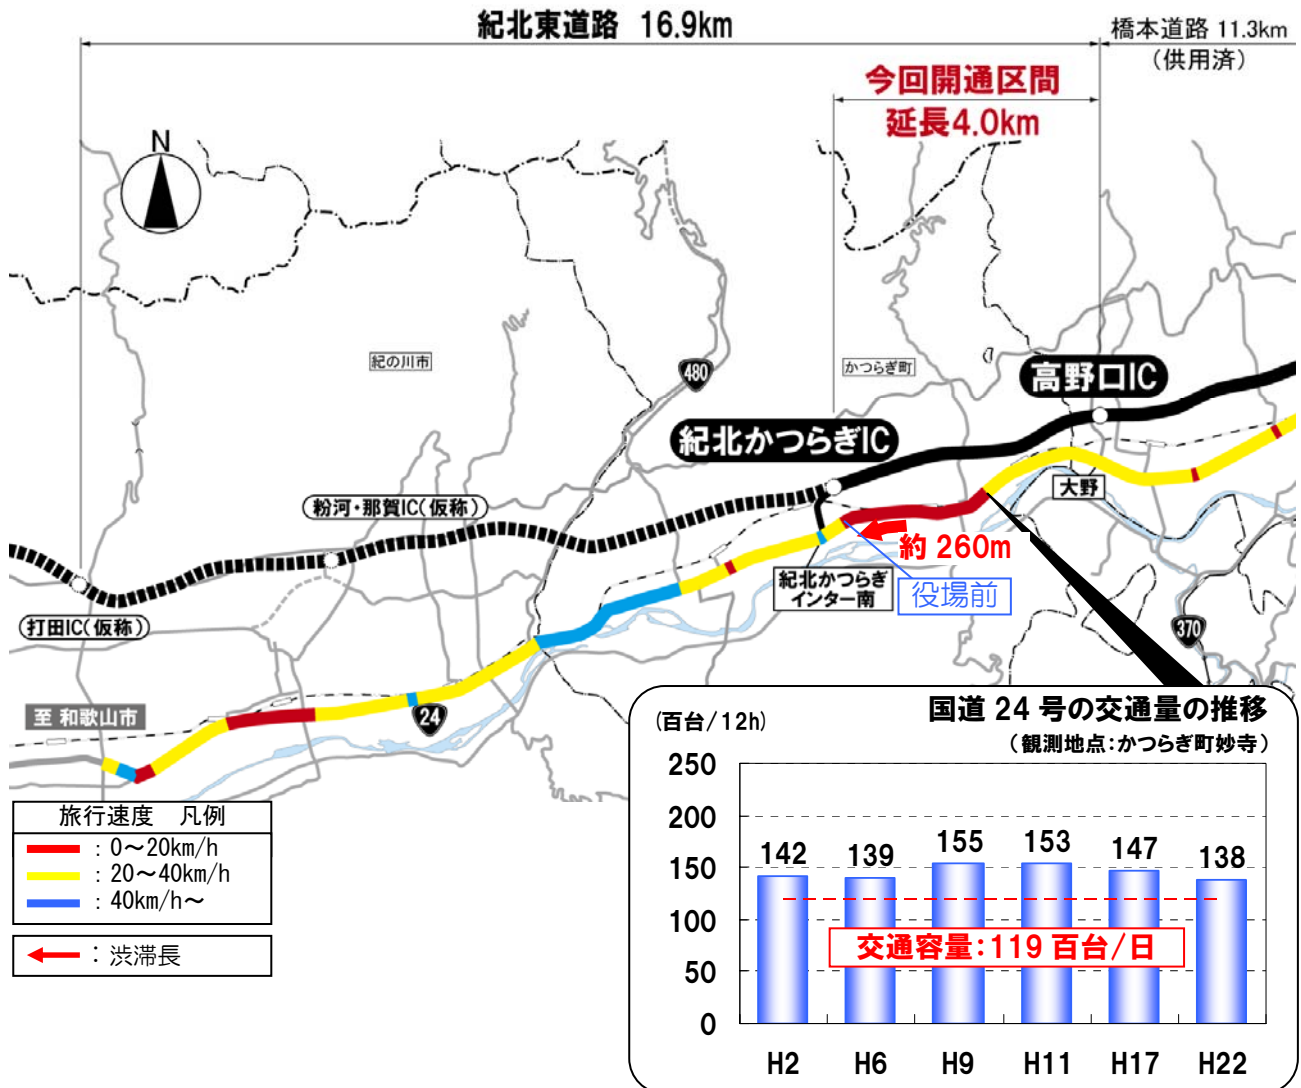 紀北東道路 16.9km
橋本道路 11.3km
（供用済）
今回開通区間
延長4.0km
N
紀の川市
480
かつらぎ町
高野口IC
紀北かつらぎIC
粉河・那賀IC(仮称)
大野
約 260m
紀北かつらぎ
インター南
役場前
打田IC(仮称)
370
至 和歌山市
24
旅行速度 凡例
：0～20km/h
：20～40km/h
：40km/h～
：渋滞長
国道 24 号の交通量の推移
（観測地点：かつらぎ町妙寺）
(百台/12h)
250
200
150
100
50
0
142
139
155
153
147
138
交通容量：119 百台/日
H2
H6
H9
H11
H17
H22